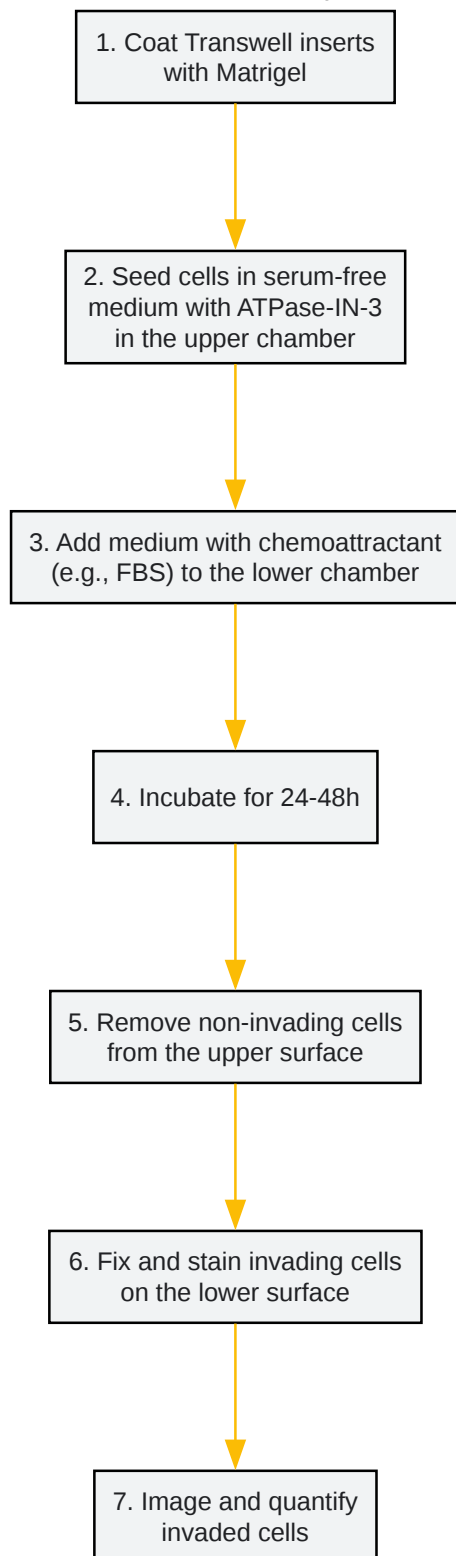 1. Coat Transwell inserts
with Matrigel
2. Seed cells in serum-free
medium with ATPase-IN-3
in the upper chamber
3. Add medium with chemoattractant
(e.g., FBS) to the lower chamber
4. Incubate for 24-48h
5. Remove non-invading cells
from the upper surface
6. Fix and stain invading cells
on the lower surface
7. Image and quantify
invaded cells